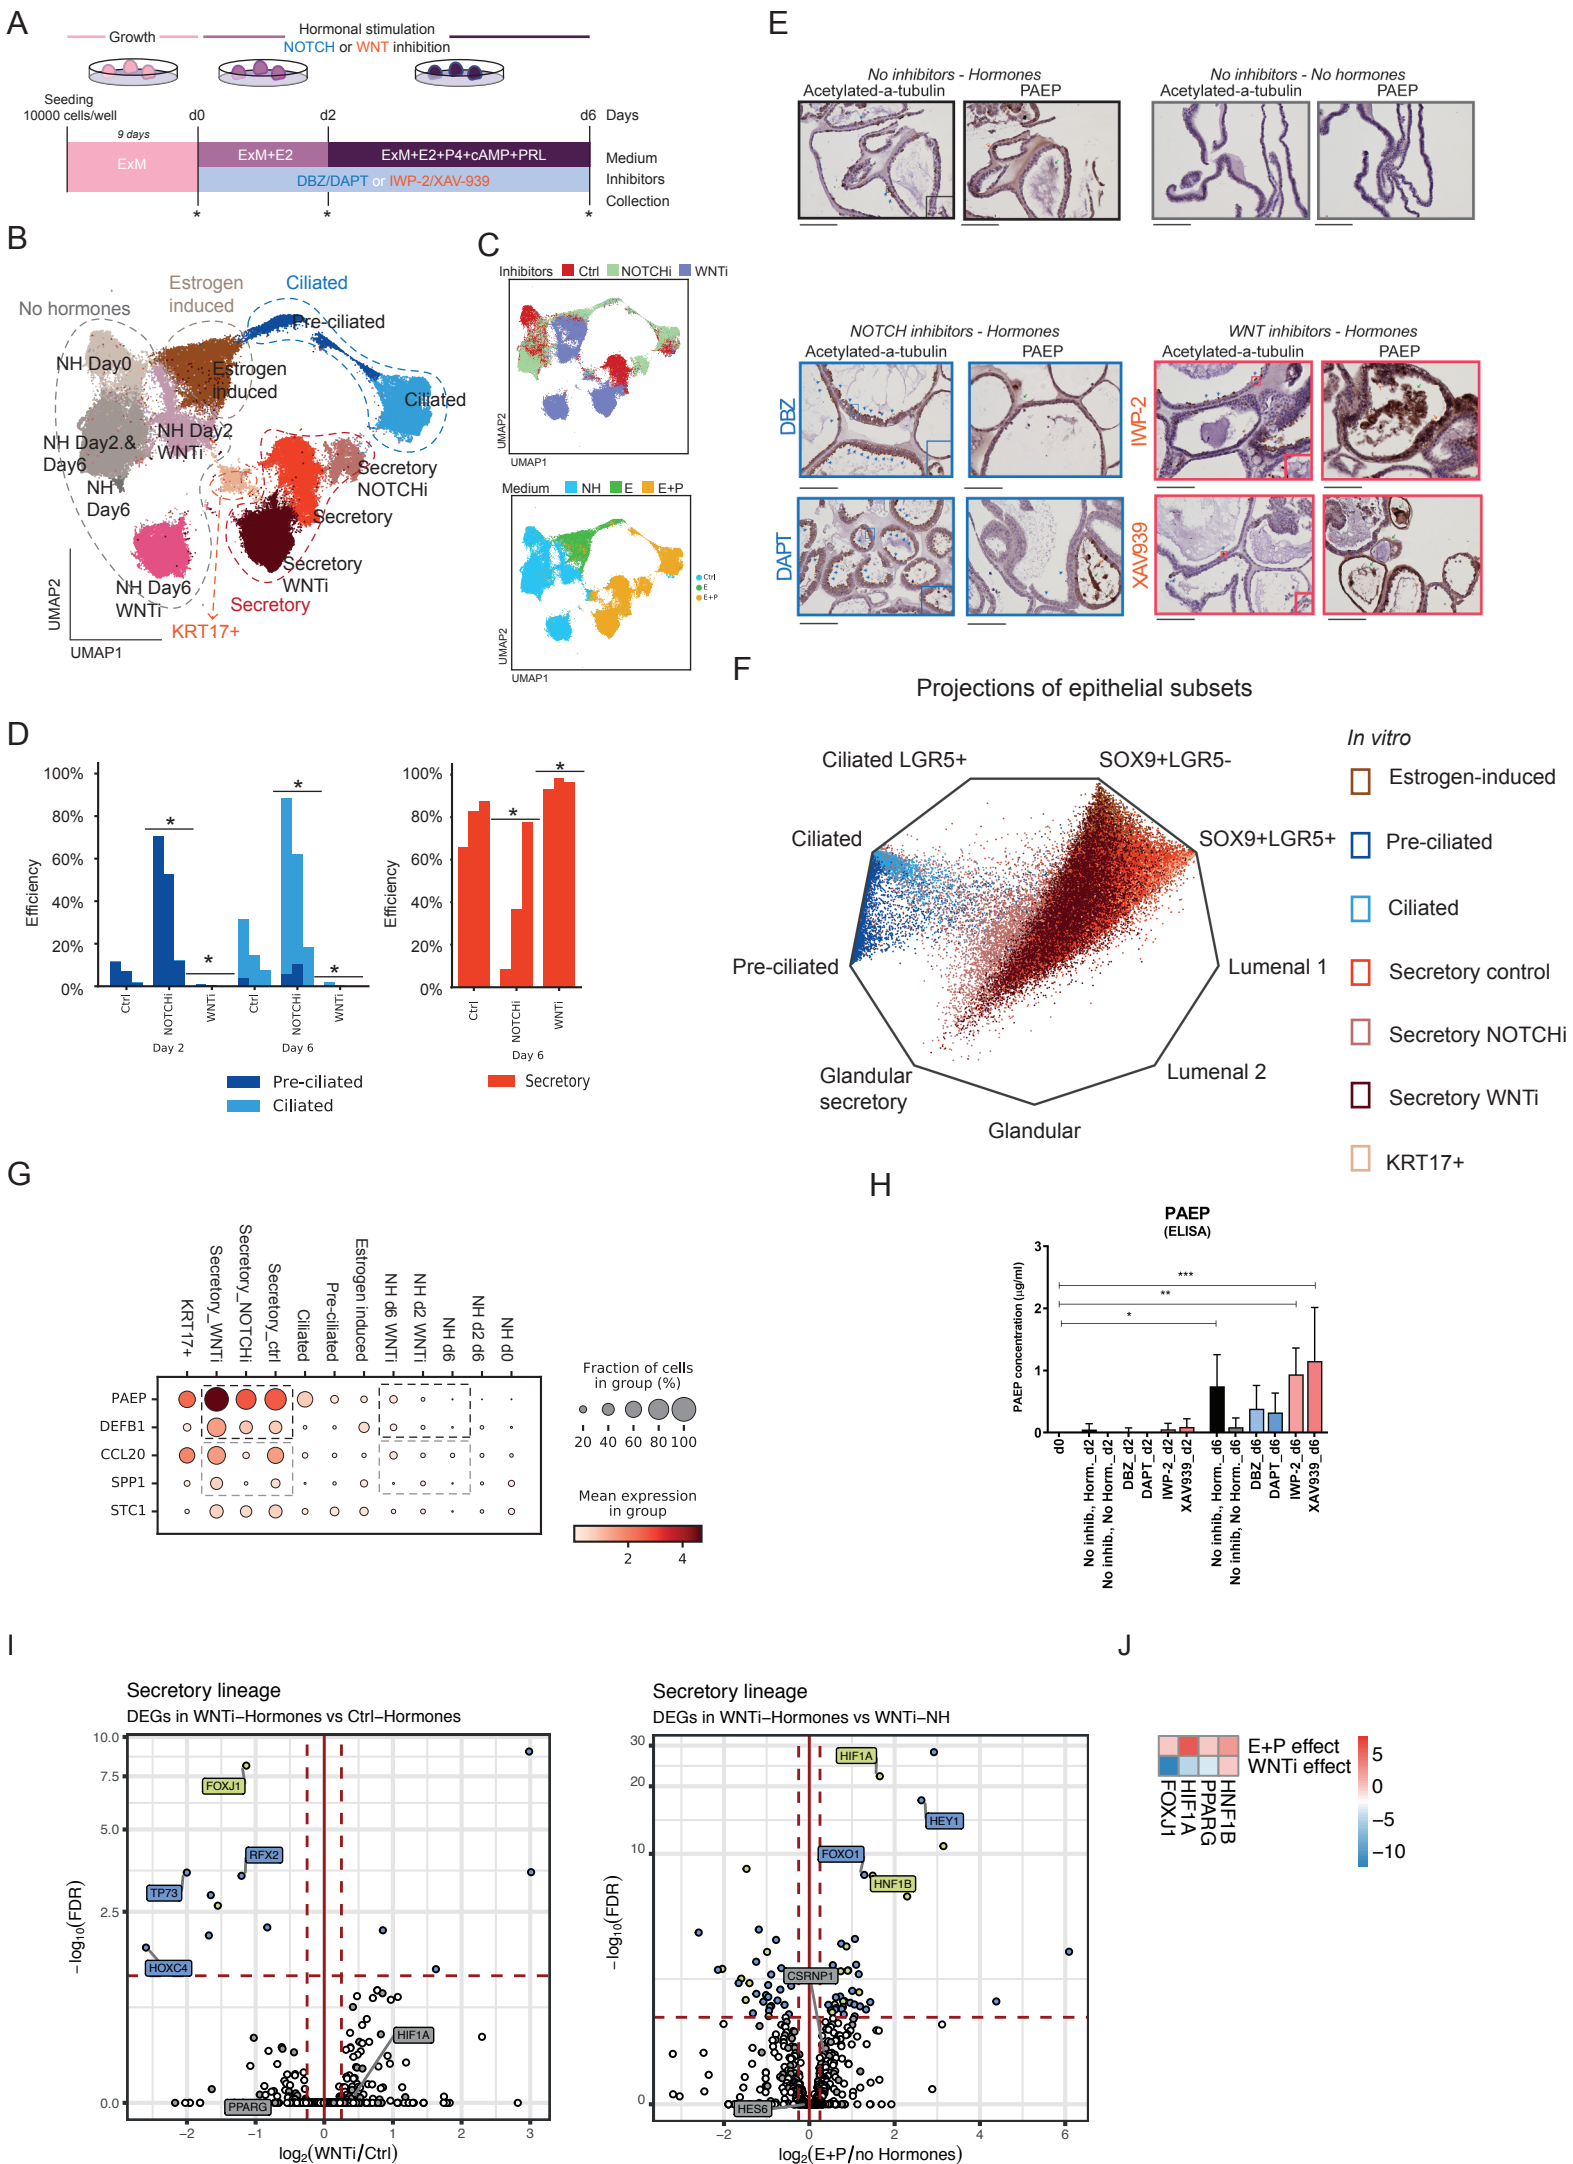 A
Growth
Hormonal stimulation
NOTCH or WNT inhibition
Seeding
10000 cells/well
d0
d2
d6
Days
9 days
ExM
ExM+E2
ExM+E2+P4+cAMP+PRL
Medium
DBZ/DAPT or IWP-2/XAV-939
Inhibitors
Collection
*
*
*
B
No hormones
Estrogen
induced
Ciliated
Pre-ciliated
NH Day0
Estrogen
induced
Ciliated
NH Day2 &
Day6
NH Day2
WNTi
NH
Day6
Secretory
NOTCHi
Secretory
NH Day6
WNTi
Secretory
WNTi
Secretory
KRT17+
UMAP2
UMAP1
C
Inhibitors
Ctrl
NOTCHi
WNTi
UMAP2
UMAP1
Medium
NH
E
E+P
Ctrl
E
E+P
UMAP2
UMAP1
D
100%
80%
60%
40%
20%
0%
Efficiency
*
*
*
*
Ctrl
NOTCHi
WNTi
Ctrl
NOTCHi
WNTi
Day 2
Day 6
Pre-ciliated
Ciliated
100%
80%
60%
40%
20%
0%
Efficiency
*
*
Ctrl
NOTCHi
WNTi
Day 6
Secretory
E
No inhibitors - Hormones
Acetylated-a-tubulin
PAEP
No inhibitors - No hormones
Acetylated-a-tubulin
PAEP
NOTCH inhibitors - Hormones
Acetylated-a-tubulin
PAEP
WNT inhibitors - Hormones
Acetylated-a-tubulin
PAEP
DBZ
IWP-2
DAPT
XAV939
F
Projections of epithelial subsets
Ciliated LGR5+
SOX9+LGR5-
Ciliated
SOX9+LGR5+
Pre-ciliated
Lumenal 1
Glandular
secretory
Lumenal 2
Glandular
In vitro
Estrogen-induced
Pre-ciliated
Ciliated
Secretory control
Secretory NOTCHi
Secretory WNTi
KRT17+
G
KRT17+
Secretory_WNTi
Secretory_NOTCHi
Secretory_ctrl
Ciliated
Pre-ciliated
Estrogen induced
NH d6 WNTi
NH d2 WNTi
NH d6
NH d2 d6
NH d0
PAEP
DEFB1
CCL20
SPP1
STC1
Fraction of cells
in group (%)
20 40 60 80 100
Mean expression
in group
2
4
H
PAEP
(ELISA)
PAEP concentration (µg/ml)
3
2
1
0
***
**
*
d0
No inhib., Horm._d2
No inhib, No Horm._d2
DBZ_d2
DAPT_d2
IWP-2_d2
XAV939_d2
No inhib., Horm._d6
No inhib, No Horm._d6
DBZ_d6
DAPT_d6
IWP-2_d6
XAV939_d6
I
Secretory lineage
DEGs in WNTi−Hormones vs Ctrl−Hormones
10.0
7.5
5.0
2.5
0.0
−log10(FDR)
FOXJ1
RFX2
TP73
HOXC4
HIF1A
PPARG
−2
−1
0
1
2
3
log2(WNTi/Ctrl)
Secretory lineage
DEGs in WNTi−Hormones vs WNTi−NH
30
20
10
0
−log10(FDR)
HIF1A
HEY1
FOXO1
HNF1B
CSRNP1
HES6
−2
0
2
4
6
log2(E+P/no Hormones)
J
E+P effect
WNTi effect
FOXJ1
HIF1A
PPARG
HNF1B
5
0
−5
−10